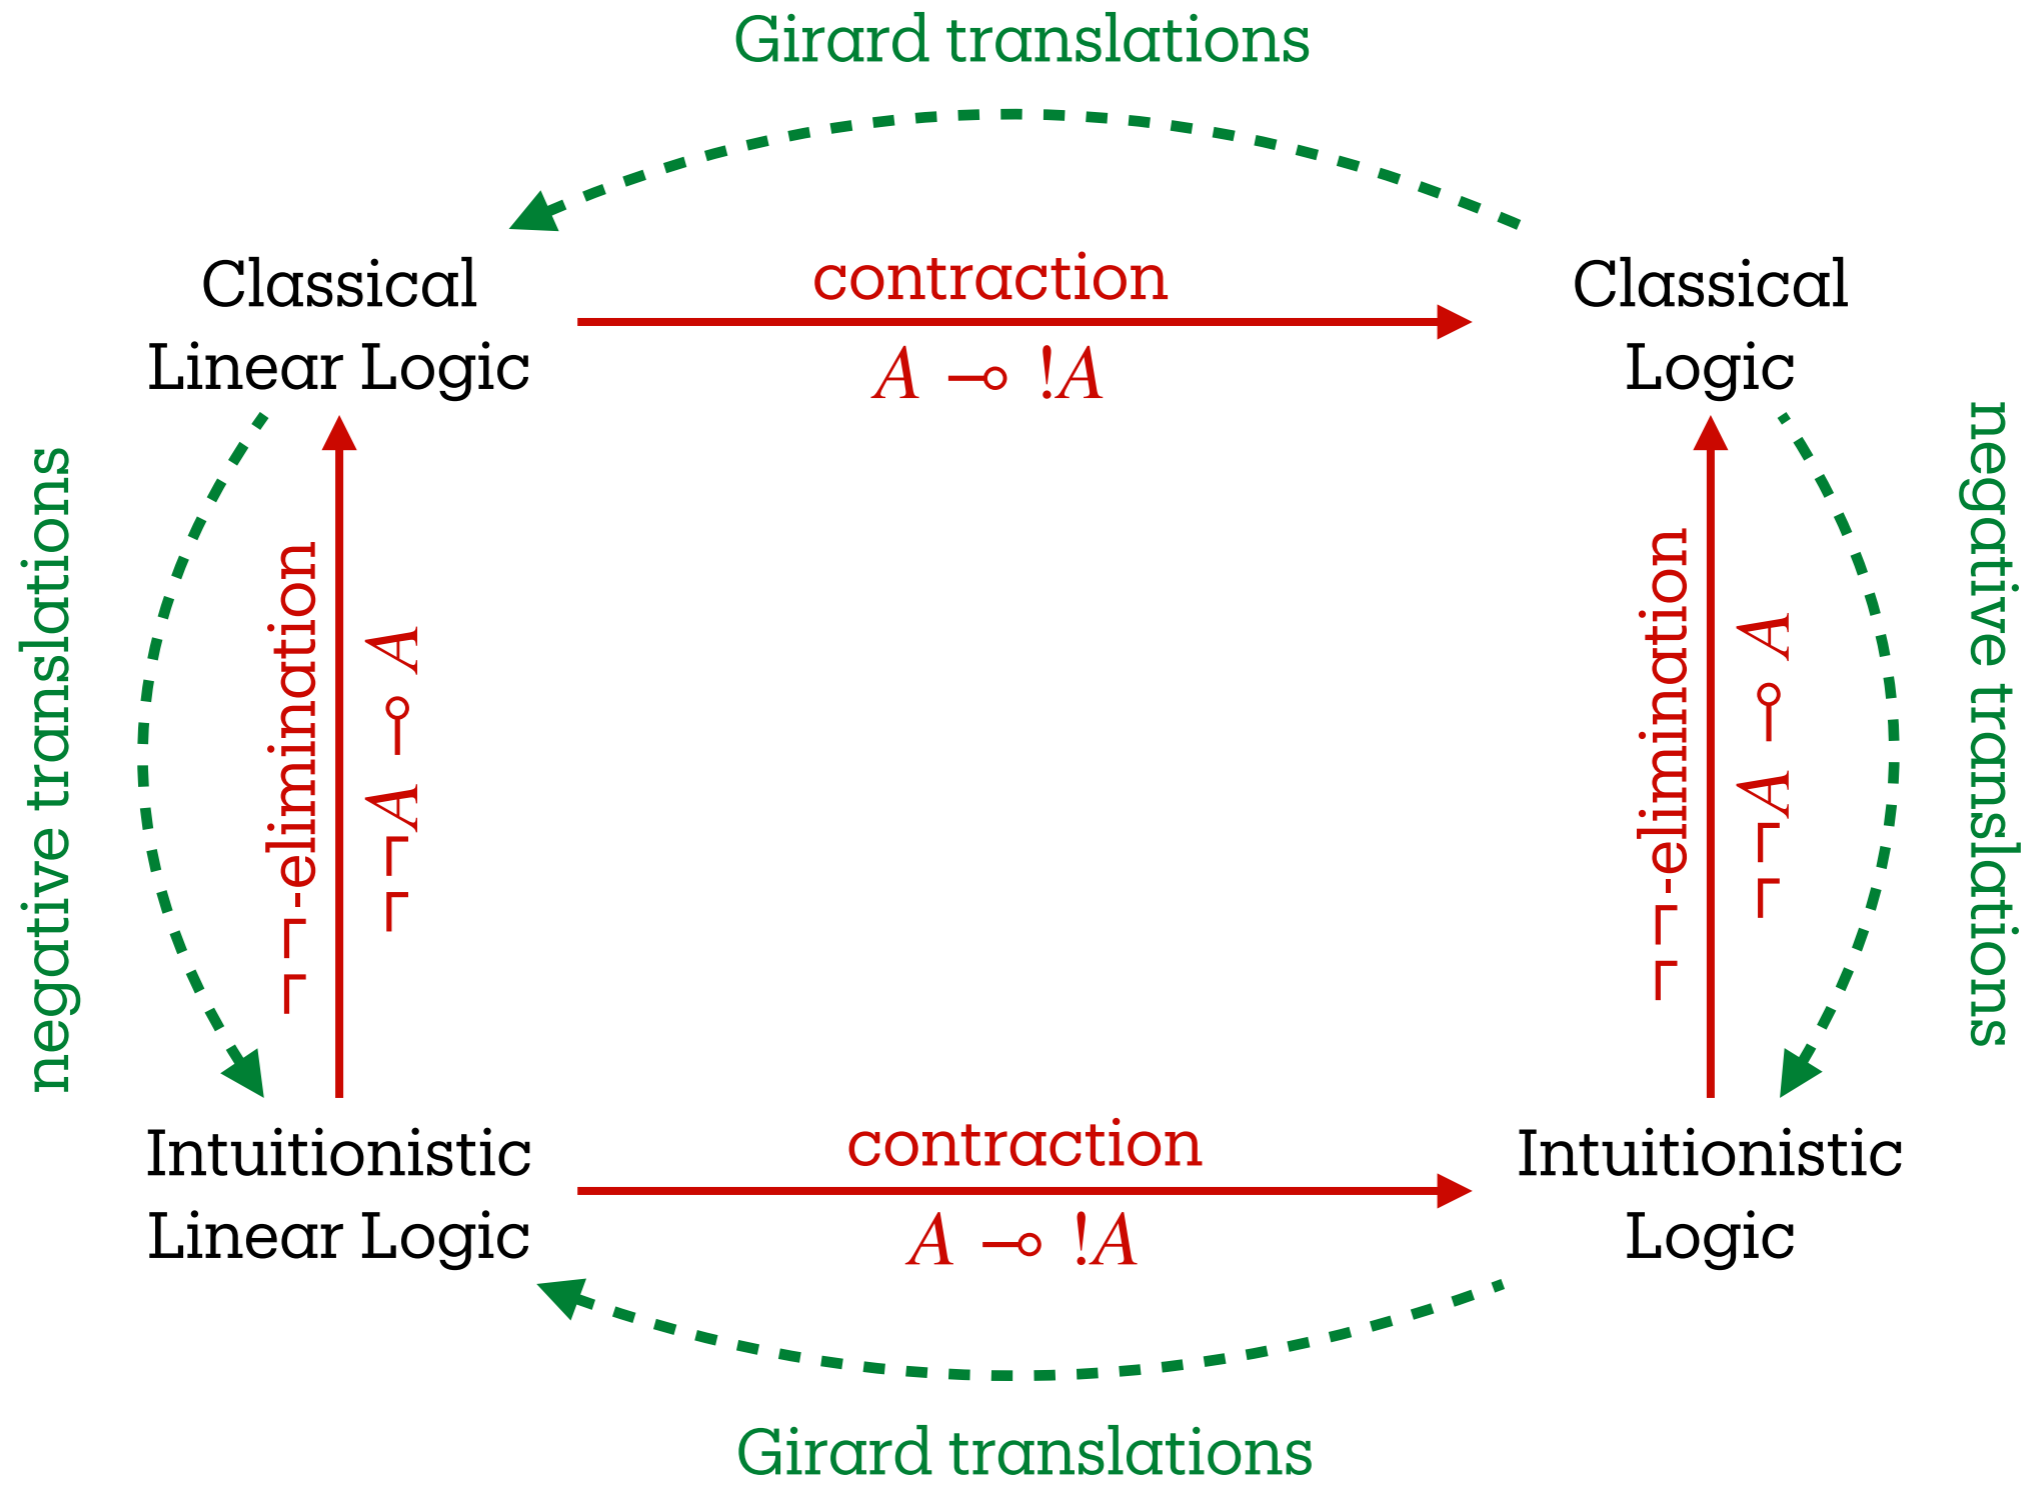 Girard translations
Classical
Linear Logic
contraction
A ⊸ !A
Classical
Logic
negative translations
¬¬-elimination
¬¬A ⊸ A
¬¬-elimination
¬¬A ⊸ A
negative translations
Intuitionistic
Linear Logic
contraction
A ⊸ !A
Intuitionistic
Logic
Girard translations